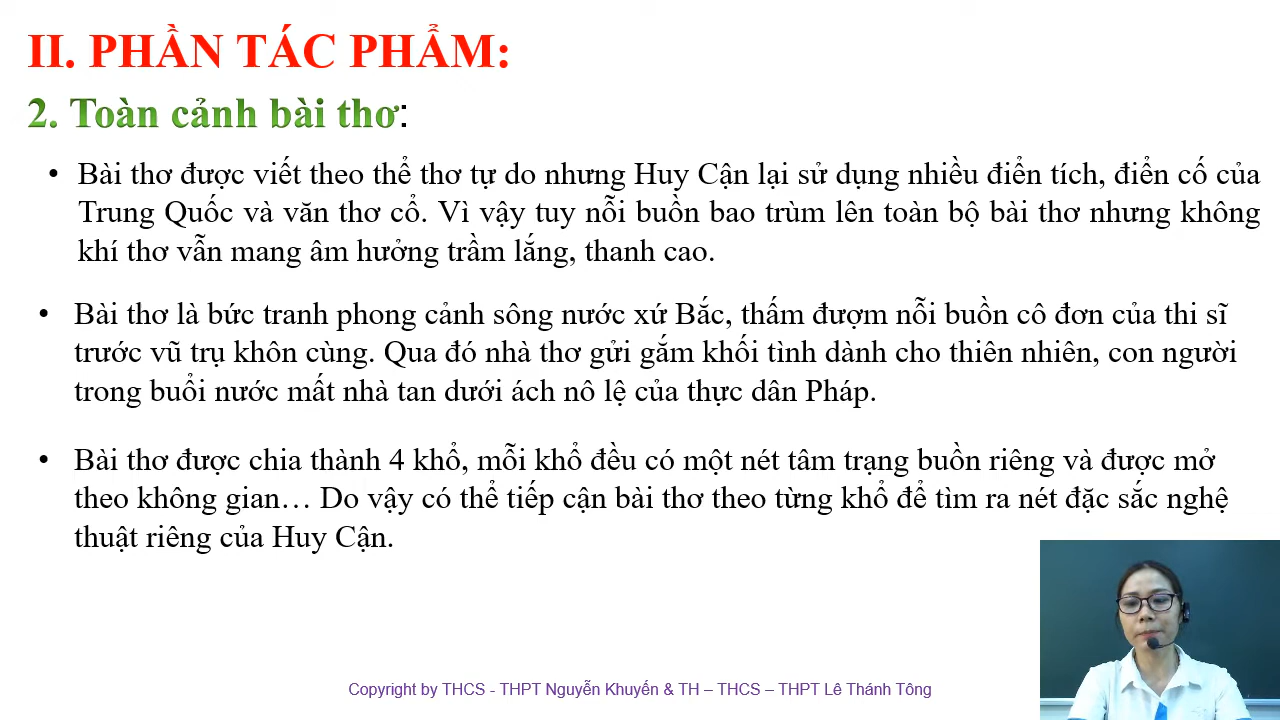 II. PHẦN TÁC PHẨM:
2. Toàn cảnh bài thơ:
• Bài thơ được viết theo thể thơ tự do nhưng Huy Cận lại sử dụng nhiều điển tích, điển cố của
Trung Quốc và văn thơ cổ. Vì vậy tuy nỗi buồn bao trùm lên toàn bộ bài thơ nhưng không
khí thơ vẫn mang âm hưởng trầm lắng, thanh cao.
• Bài thơ là bức tranh phong cảnh sông nước xứ Bắc, thấm đượm nỗi buồn cô đơn của thi sĩ
trước vũ trụ khôn cùng. Qua đó nhà thơ gửi gắm khối tình dành cho thiên nhiên, con người
trong buổi nước mất nhà tan dưới ách nô lệ của thực dân Pháp.
• Bài thơ được chia thành 4 khổ, mỗi khổ đều có một nét tâm trạng buồn riêng và được mở
theo không gian… Do vậy có thể tiếp cận bài thơ theo từng khổ để tìm ra nét đặc sắc nghệ
thuật riêng của Huy Cận.
Copyright by THCS - THPT Nguyễn Khuyến & TH – THCS – THPT Lê Thánh Tông